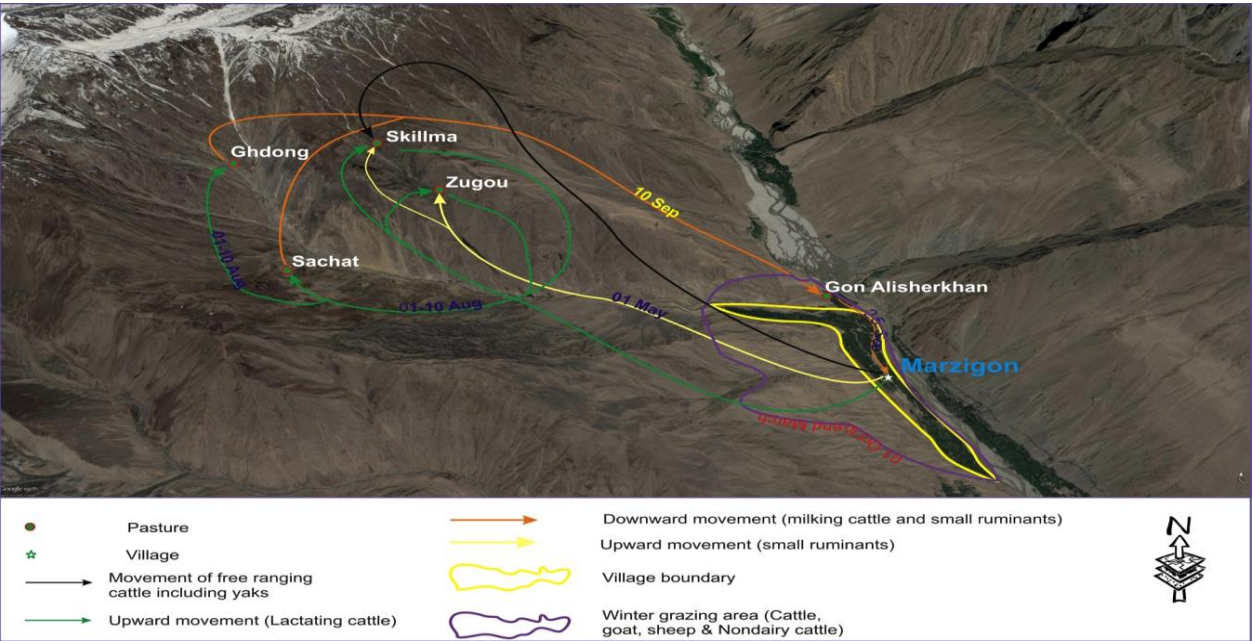 Skillma
Ghdong
Zugou
10 Sep
01-10 Aug
Sachat
01-10 Aug
01 May
Gon Alisherkhan
Marzigon
Google earth
N
Pasture
Village
Movement of free ranging
cattle including yaks
Upward movement (Lactating cattle)
Downward movement (milking cattle and small ruminants)
Upward movement (small ruminants)
Village boundary
Winter grazing area (Cattle,
goat, sheep & Nondairy cattle)
N